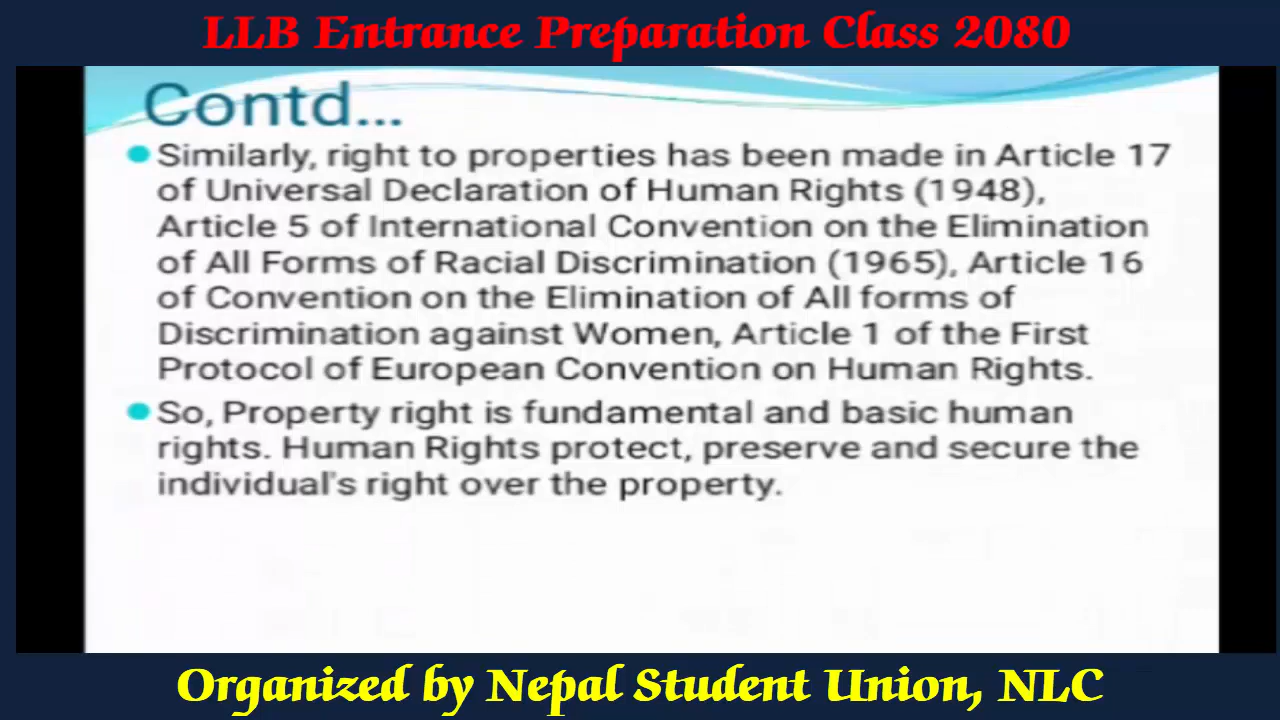 LLB Entrance Preparation Class 2080
Contd...
Similarly, right to properties has been made in Article 17
of Universal Declaration of Human Rights (1948),
Article 5 of International Convention on the Elimination
of All Forms of Racial Discrimination (1965), Article 16
of Convention on the Elimination of All forms of
Discrimination against Women, Article 1 of the First
Protocol of European Convention on Human Rights.
So, Property right is fundamental and basic human
rights. Human Rights protect, preserve and secure the
individual's right over the property.
Organized by Nepal Student Union, NLC